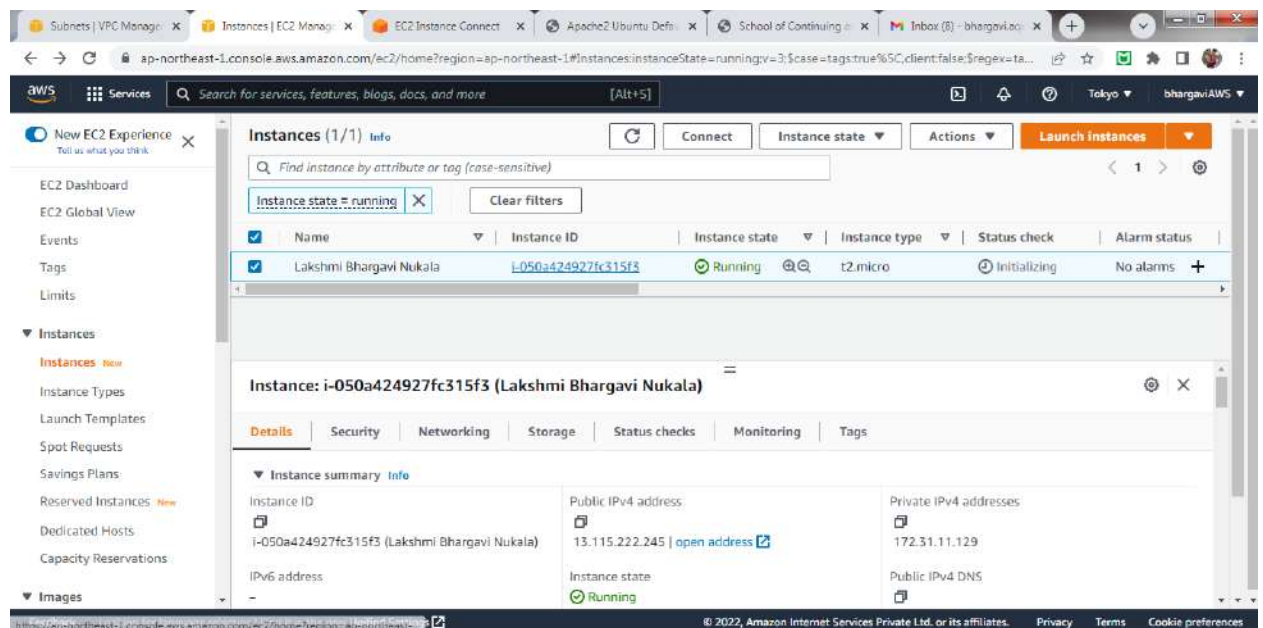 Subnets | VPC Manage
Instances | EC2 Manag
EC2 Instance Connect
Apache2 Ubuntu Def
School of Continuing
Inbox (8) - bhargavi.ao
ap-northeast-1.console.aws.amazon.com/ec2/home?region=ap-northeast-1#Instances:instanceState=running;v=3;$case=tags:true%5C,client:false;$regex=ta...
aws
Services
Search for services, features, blogs, docs, and more
[Alt+S]
Tokyo
bhargaviAWS
New EC2 Experience
Tell us what you think
EC2 Dashboard
EC2 Global View
Events
Tags
Limits
Instances
Instances New
Instance Types
Launch Templates
Spot Requests
Savings Plans
Reserved Instances New
Dedicated Hosts
Capacity Reservations
Images
Instances (1/1) Info
Connect
Instance state
Actions
Launch instances
Find instance by attribute or tag (case-sensitive)
1
Instance state = running
Clear filters
Name Instance ID Instance state Instance type Status check Alarm status
Lakshmi Bhargavi Nukala i-050a424927fc315f3 Running t2.micro Initializing No alarms +
Instance: i-050a424927fc315f3 (Lakshmi Bhargavi Nukala)
Details Security Networking Storage Status checks Monitoring Tags
Instance summary Info
Instance ID Public IPv4 address Private IPv4 addresses
i-050a424927fc315f3 (Lakshmi Bhargavi Nukala) 13.115.222.245 | open address 172.31.11.129
IPv6 address Instance state Public IPv4 DNS
– Running
© 2022, Amazon Internet Services Private Ltd. or its affiliates. Privacy Terms Cookie preferences